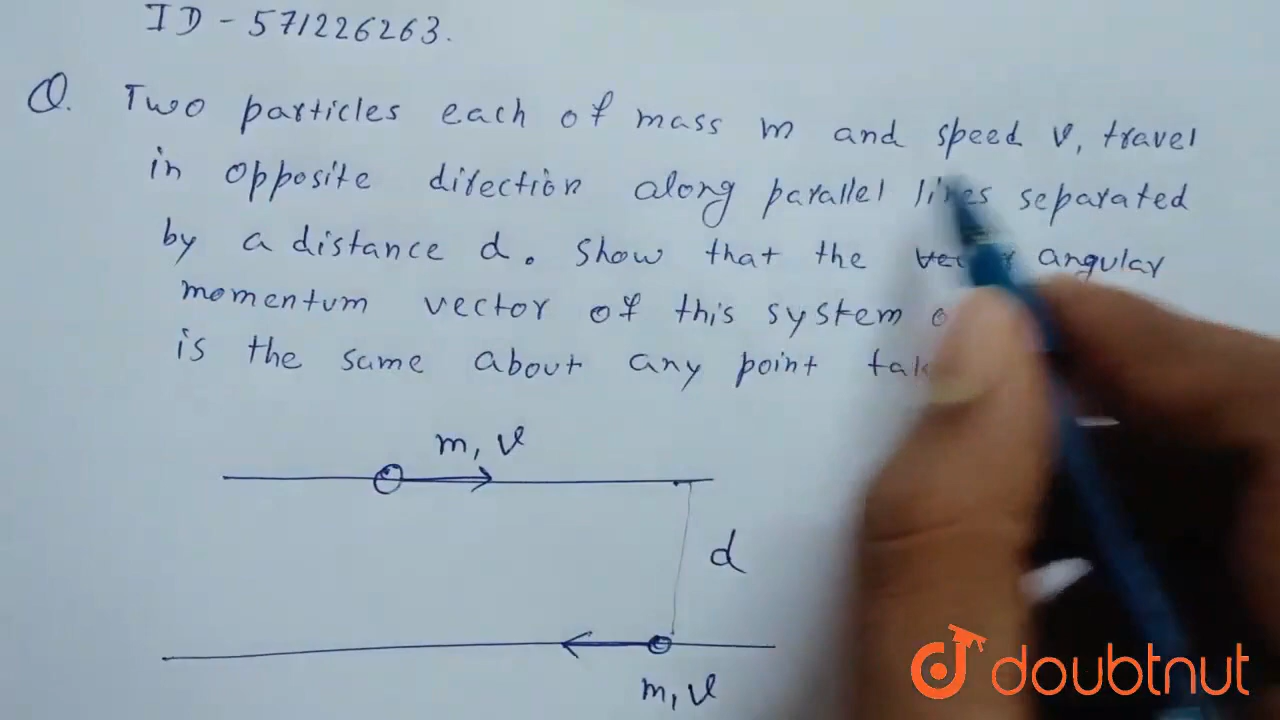 ID - 571226263.
Q. Two particles each of mass m and speed v, travel
in opposite direction along parallel lines separated
by a distance d. Show that the angular
momentum vector of this system
is the same about any point
m, v
d
m, v
doubtnut